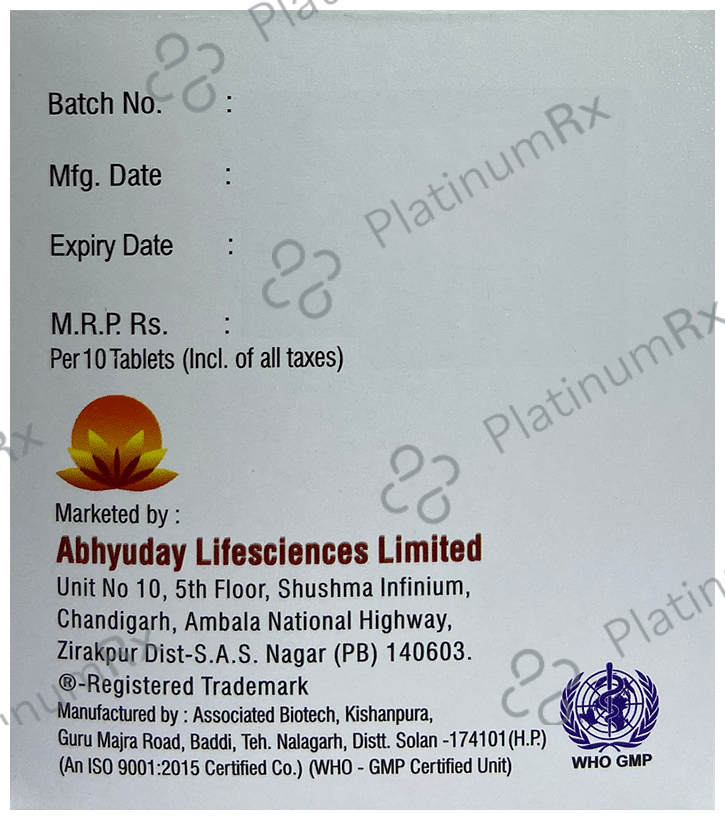 Batch No. :
Mfg. Date :
Expiry Date :
M.R.P. Rs. :
Per 10 Tablets (Incl. of all taxes)
Marketed by :
Abhyuday Lifesciences Limited
Unit No 10, 5th Floor, Shushma Infinium,
Chandigarh, Ambala National Highway,
Zirakpur Dist-S.A.S. Nagar (PB) 140603.
®-Registered Trademark
Manufactured by : Associated Biotech, Kishanpura,
Guru Majra Road, Baddi, Teh. Nalagarh, Distt. Solan -174101(H.P.)
(An ISO 9001:2015 Certified Co.) (WHO - GMP Certified Unit)
WHO GMP
PlatinumRx
PlatinumRx
PlatinumRx